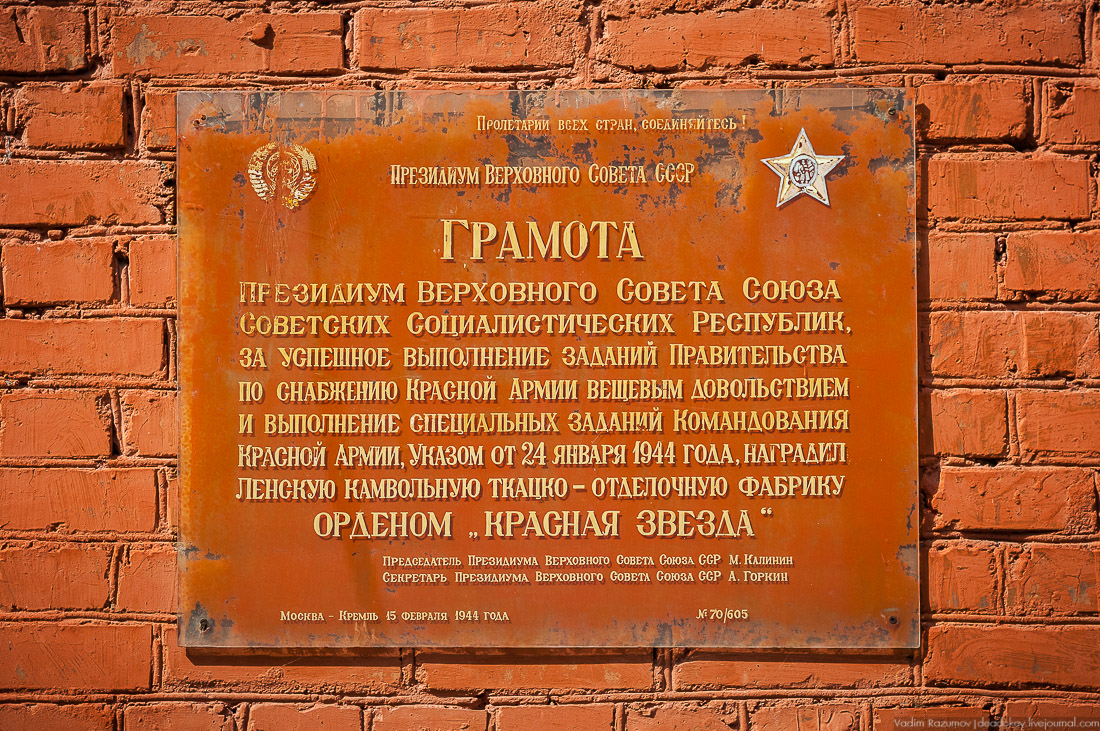 Пролетарии всех стран, соединяйтесь!
Президиум Верховного Совета СССР
ГРАМОТА
Президиум Верховного Совета Союза
Советских Социалистических Республик,
за успешное выполнение заданий Правительства
по снабжению Красной Армии вещевым довольствием
и выполнение специальных заданий Командования
Красной Армии, Указом от 24 января 1944 года, наградил
Ленскую камвольную ткацко – отделочную фабрику
орденом „Красная Звезда“
Председатель Президиума Верховного Совета Союза ССР М. Калинин
Секретарь Президиума Верховного Совета Союза ССР А. Горкин
Москва - Кремль 15 февраля 1944 года
№ 70/605
Vadim Razumov | deadokey.livejournal.com